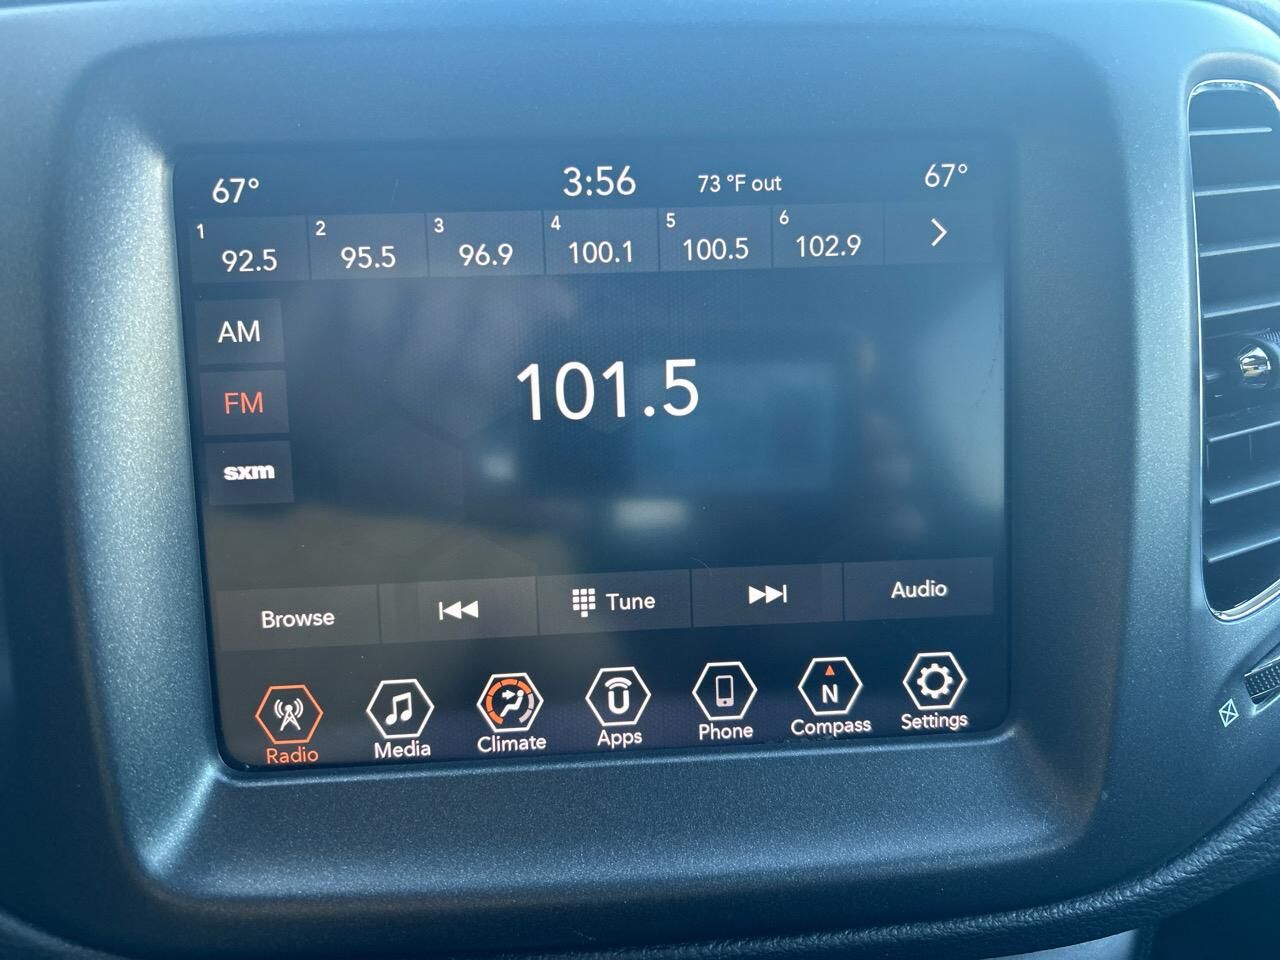 67° 3:56 73 °F out 67°
1 92.5 2 95.5 3 96.9 4 100.1 5 100.5 6 102.9
AM
101.5
FM
sxm
Browse Tune Audio
N
Radio Media Climate Apps Phone Compass Settings